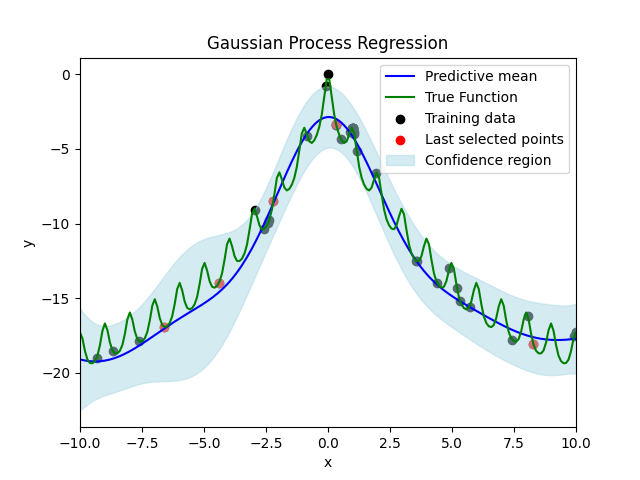 Gaussian Process Regression
Predictive mean
True Function
Training data
Last selected points
Confidence region
y
0
−5
−10
−15
−20
−10.0 −7.5 −5.0 −2.5 0.0 2.5 5.0 7.5 10.0
x